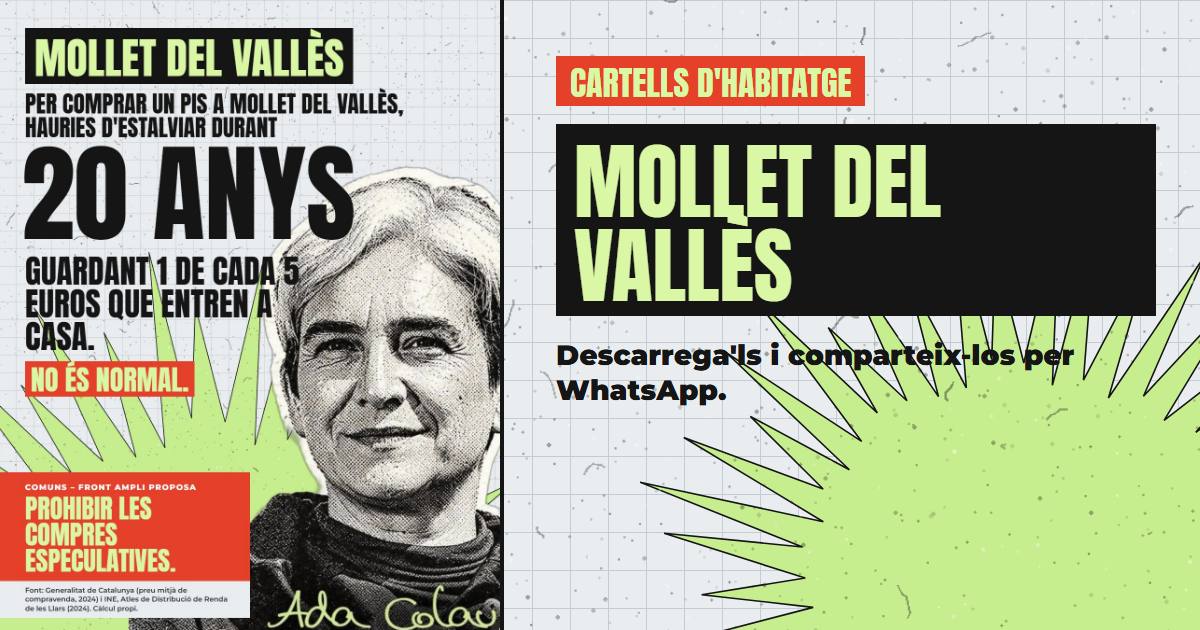 MOLLET DEL VALLÈS
PER COMPRAR UN PIS A MOLLET DEL VALLÈS,
HAURIES D'ESTALVIAR DURANT
20 ANYS
GUARDANT 1 DE CADA 5
EUROS QUE ENTREN A
CASA.
NO ÉS NORMAL.
COMUNS – FRONT AMPLI PROPOSA
PROHIBIR LES
COMPRES
ESPECULATIVES.
Font: Generalitat de Catalunya (preu mitjà de
compravenda, 2024) i INE, Atles de Distribució de Renda
de les Llars (2024). Càlcul propi.
Ada Colau
CARTELLS D'HABITATGE
MOLLET DEL
VALLÈS
Descarrega'ls i comparteix-los per
WhatsApp.